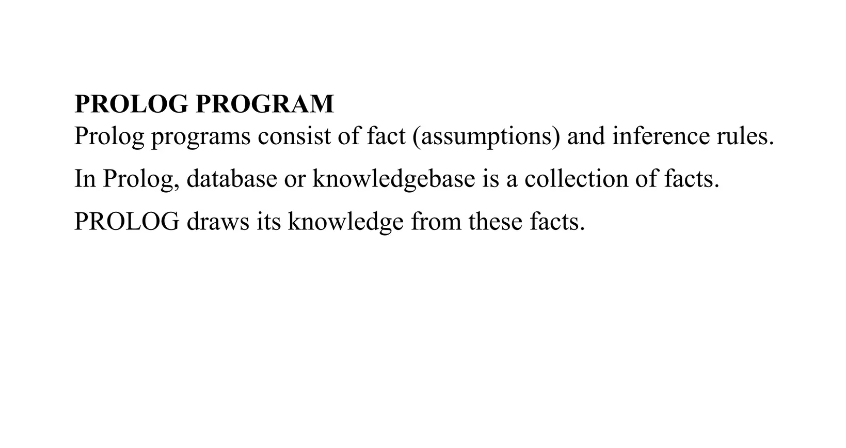 PROLOG PROGRAM
Prolog programs consist of fact (assumptions) and inference rules.
In Prolog, database or knowledgebase is a collection of facts.
PROLOG draws its knowledge from these facts.